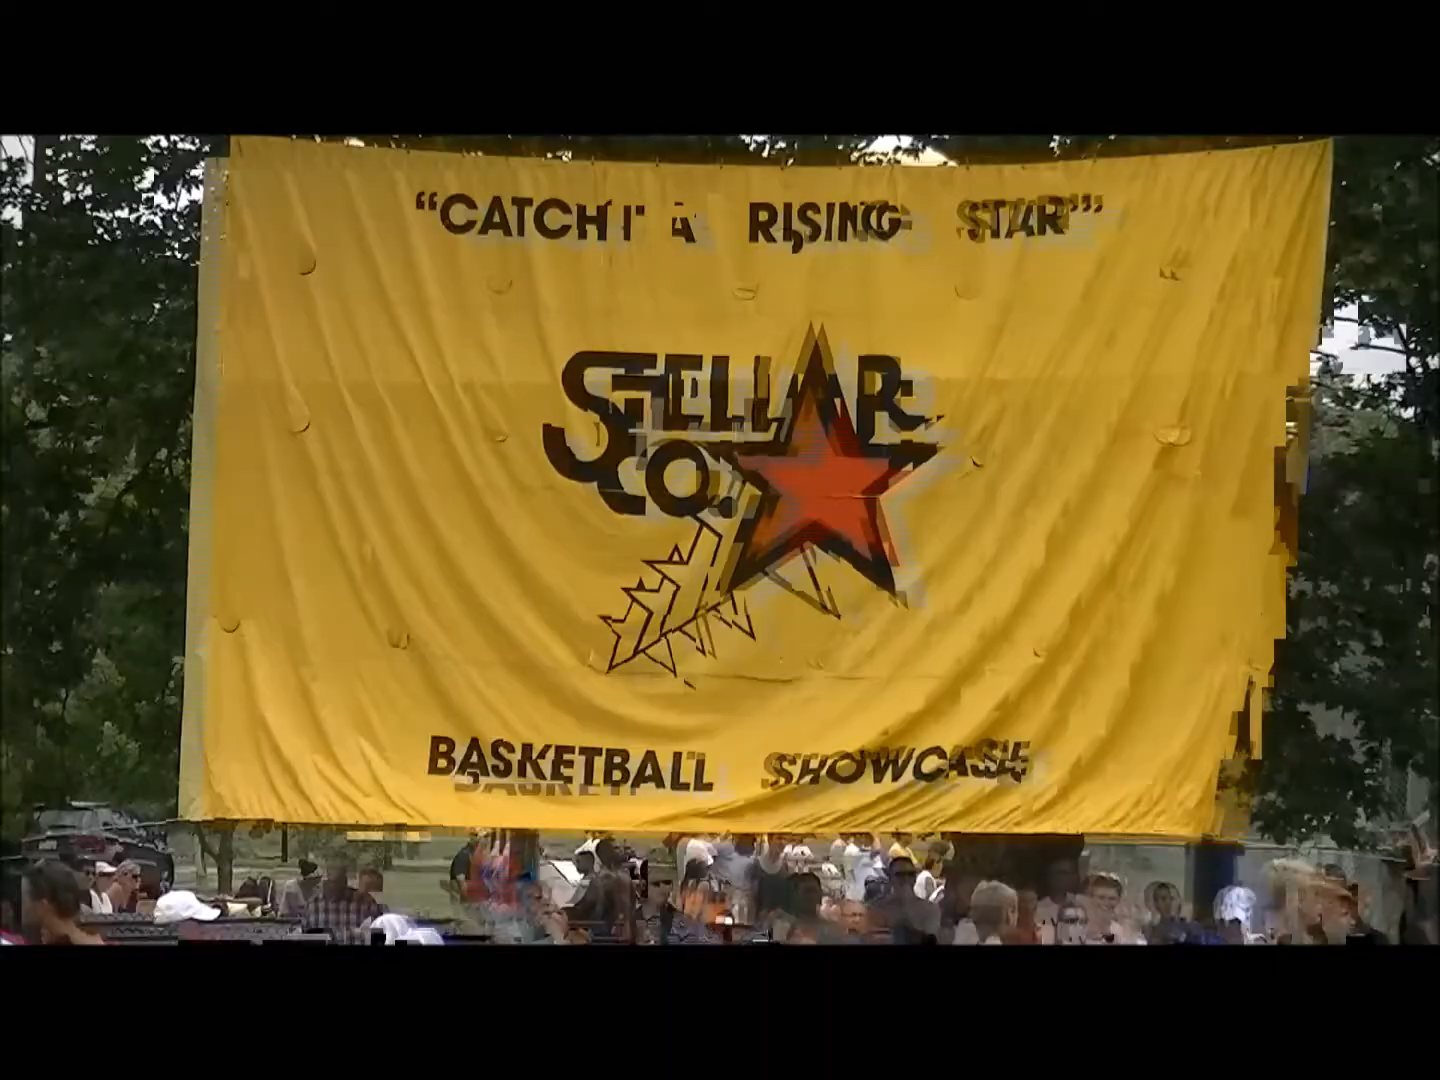 “CATCH A RISING STAR”
STELLAR
CO.
BASKETBALL SHOWCASE